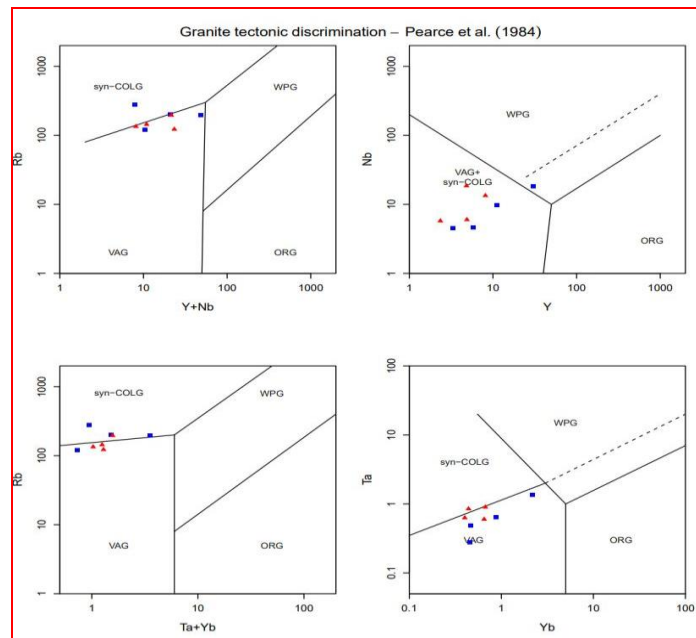 Granite tectonic discrimination – Pearce et al. (1984)
1000
100
10
1
Rb
syn−COLG
WPG
VAG
ORG
1 10 100 1000
Y+Nb
1000
100
10
1
Nb
WPG
VAG+
syn−COLG
ORG
1 10 100 1000
Y
1000
100
10
1
Rb
syn−COLG
WPG
VAG
ORG
1 10 100
Ta+Yb
100
10
1
0.1
Ta
WPG
syn−COLG
VAG
ORG
0.1 1 10 100
Yb